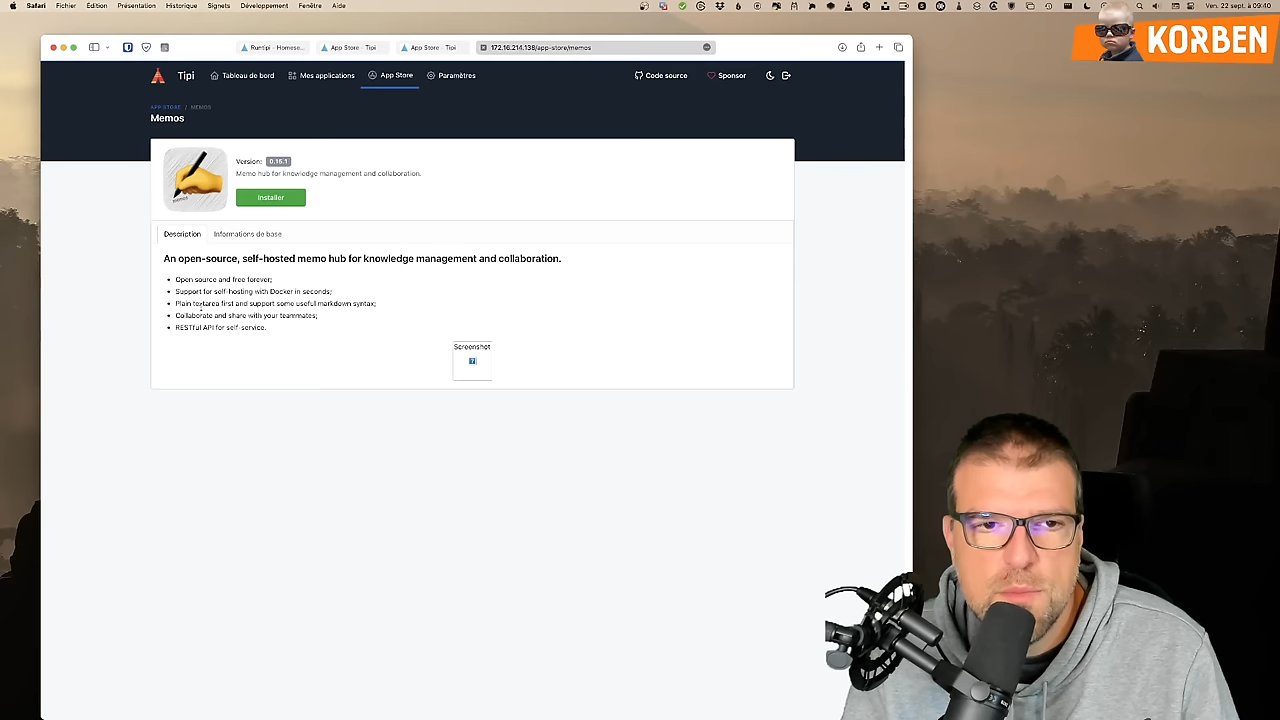 Safari Fichier Édition Présentation Historique Signets Développement Fenêtre Aide Ven. 22 sept. à 09:40
KORBEN
Runtipi - Homese... App Store - Tipi App Store - Tipi 172.16.214.138/app-store/memos
Tipi Tableau de bord Mes applications App Store Paramètres Code source Sponsor
APP STORE / MEMOS
Memos
Version: 0.15.1
Memo hub for knowledge management and collaboration.
Installer
Description Informations de base
An open-source, self-hosted memo hub for knowledge management and collaboration.
Open source and free forever;
Support for self-hosting with Docker in seconds;
Plain textarea first and support some useful markdown syntax;
Collaborate and share with your teammates;
RESTful API for self-service.
Screenshot
?